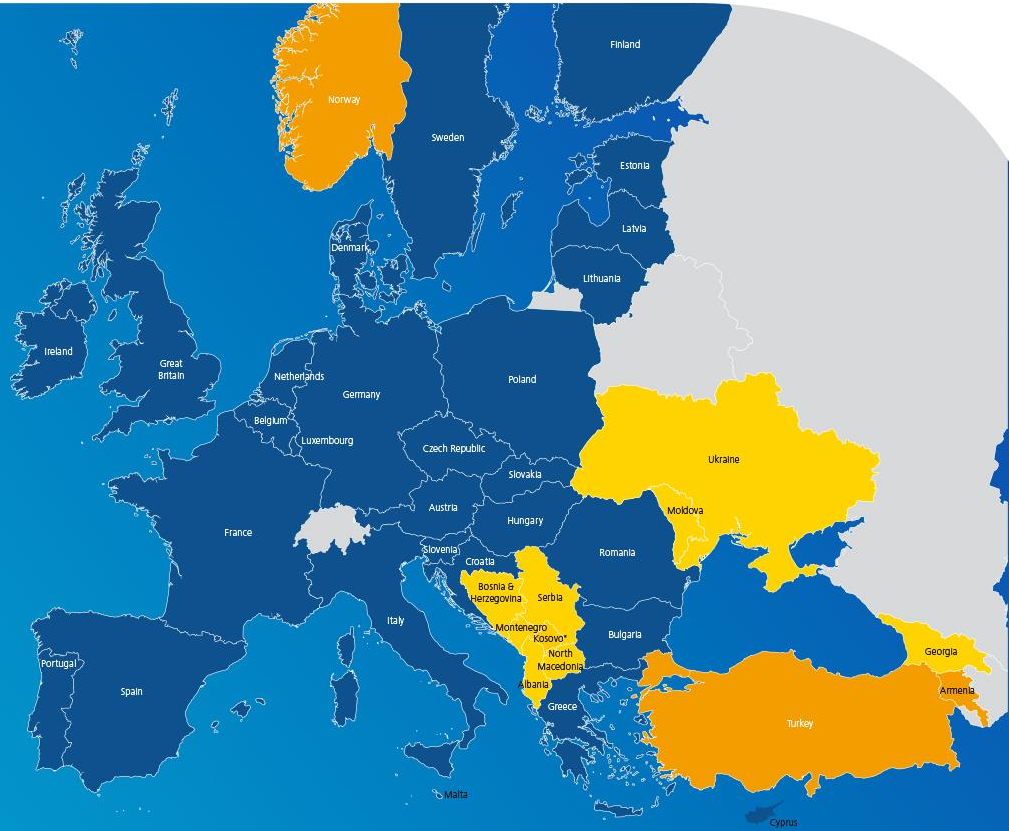 Finland
Norway
Sweden
Estonia
Latvia
Denmark
Lithuania
Ireland
Great
Britain
Netherlands
Poland
Germany
Belgium
Luxembourg
Czech Republic
Ukraine
Slovakia
Austria
Moldova
Hungary
France
Slovenia
Romania
Croatia
Bosnia &
Herzegovina
Serbia
Italy
Montenegro
Kosovo*
Bulgaria
North
Macedonia
Georgia
Portugal
Spain
Albania
Armenia
Greece
Turkey
Malta
Cyprus